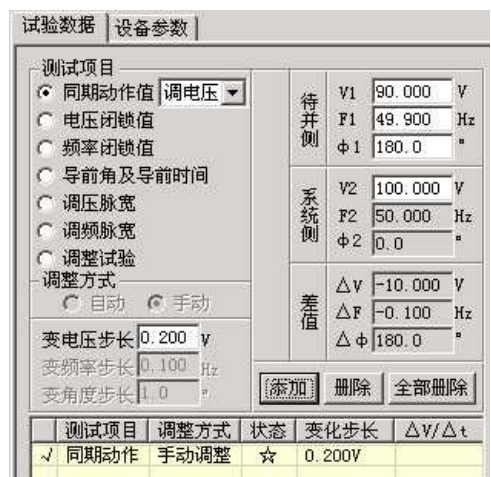 试验数据 设备参数
测试项目
同期动作值 调电压
电压闭锁值
频率闭锁值
导前角及导前时间
调压脉宽
调频脉宽
调整试验
调整方式
自动 手动
变电压步长 0.200 V
变频率步长 0.100 Hz
变角度步长 1.0 °
待并侧
V1 90.000 V
F1 49.900 Hz
φ1 180.0 °
系统侧
V2 100.000 V
F2 50.000 Hz
φ2 0.0 °
差值
△V -10.000 V
△F -0.100 Hz
△φ 180.0 °
添加 删除 全部删除
测试项目 调整方式 状态 变化步长 △V/△t
√ 同期动作 手动调整 ☆ 0.200V